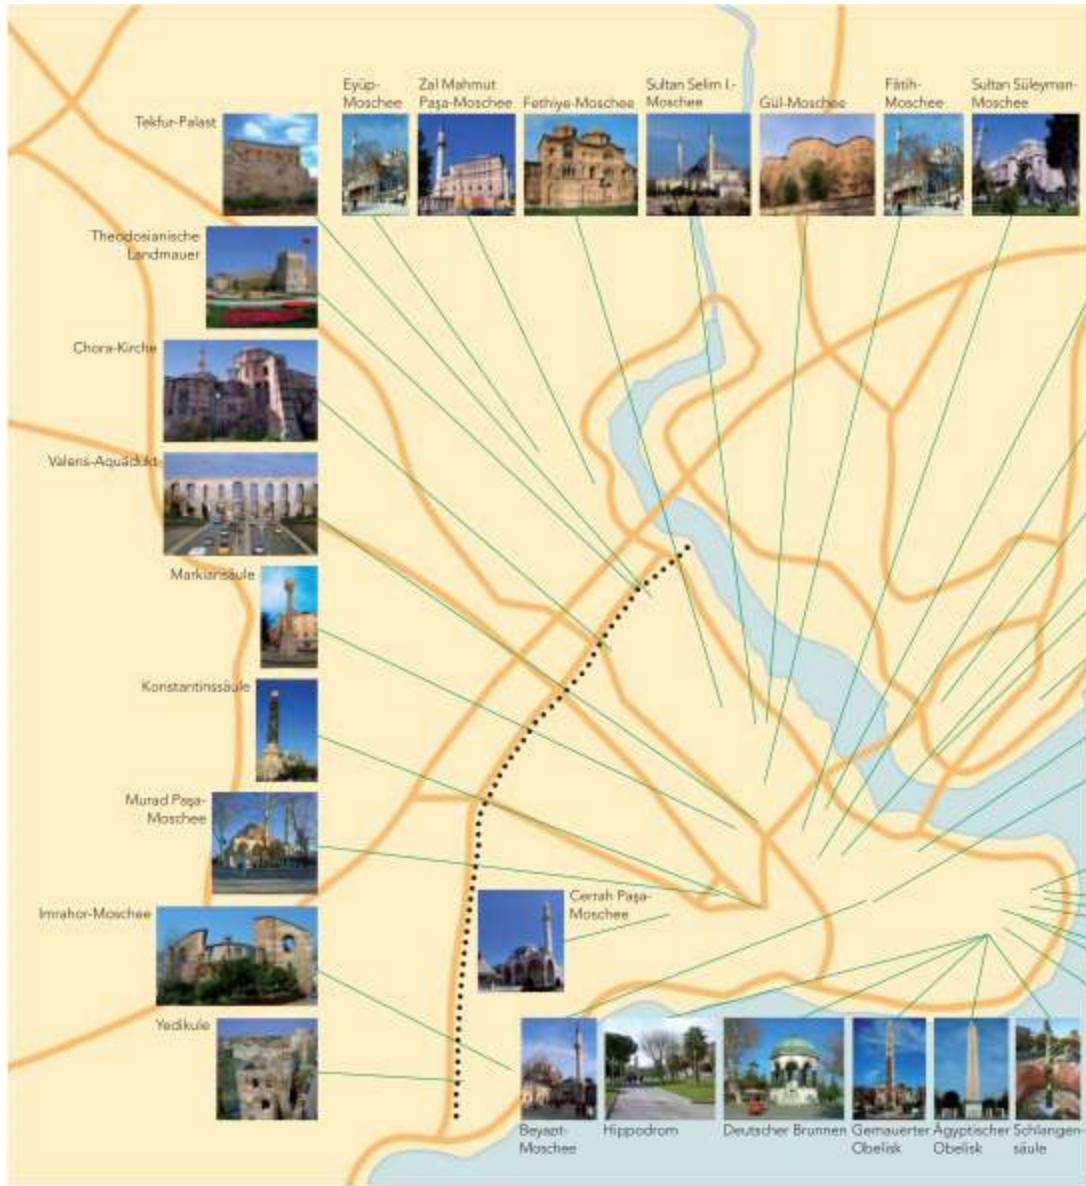 Eyüp-
Moschee
Zal Mahmut
Paşa-Moschee
Fethiye-Moschee
Sultan Selim I.-
Moschee
Gül-Moschee
Fâtih-
Moschee
Sultan Süleyman-
Moschee
Tekfur-Palast
Theodosianische
Landmauer
Chora-Kirche
Valens-Aquädukt
Markiansäule
Konstantinssäule
Murad Paşa-
Moschee
Imrahor-Moschee
Yedikule
Cerrah Paşa-
Moschee
Beyazıt-
Moschee
Hippodrom
Deutscher Brunnen
Gemauerter
Obelisk
Ägyptischer
Obelisk
Schlangen-
säule